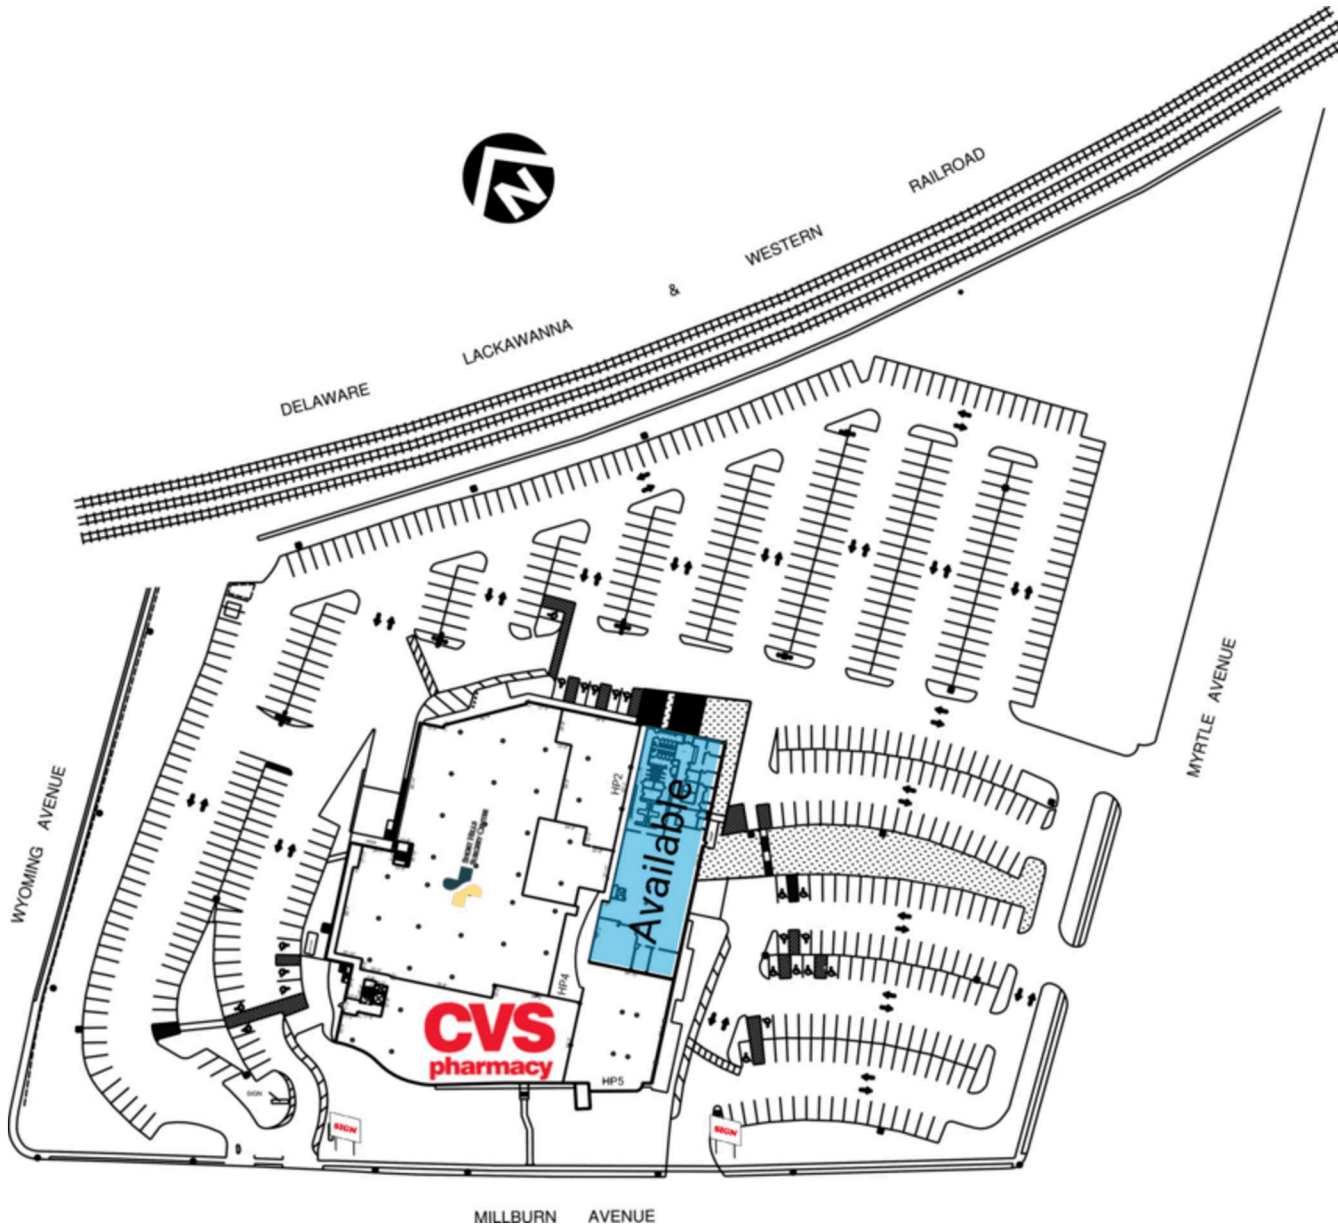 N
RAILROAD
WESTERN
&
LACKAWANNA
DELAWARE
MYRTLE AVENUE
WYOMING AVENUE
HP2
Available
HP4
CVS
pharmacy
HP5
SIGN
SIGN
SIGN
MILLBURN AVENUE